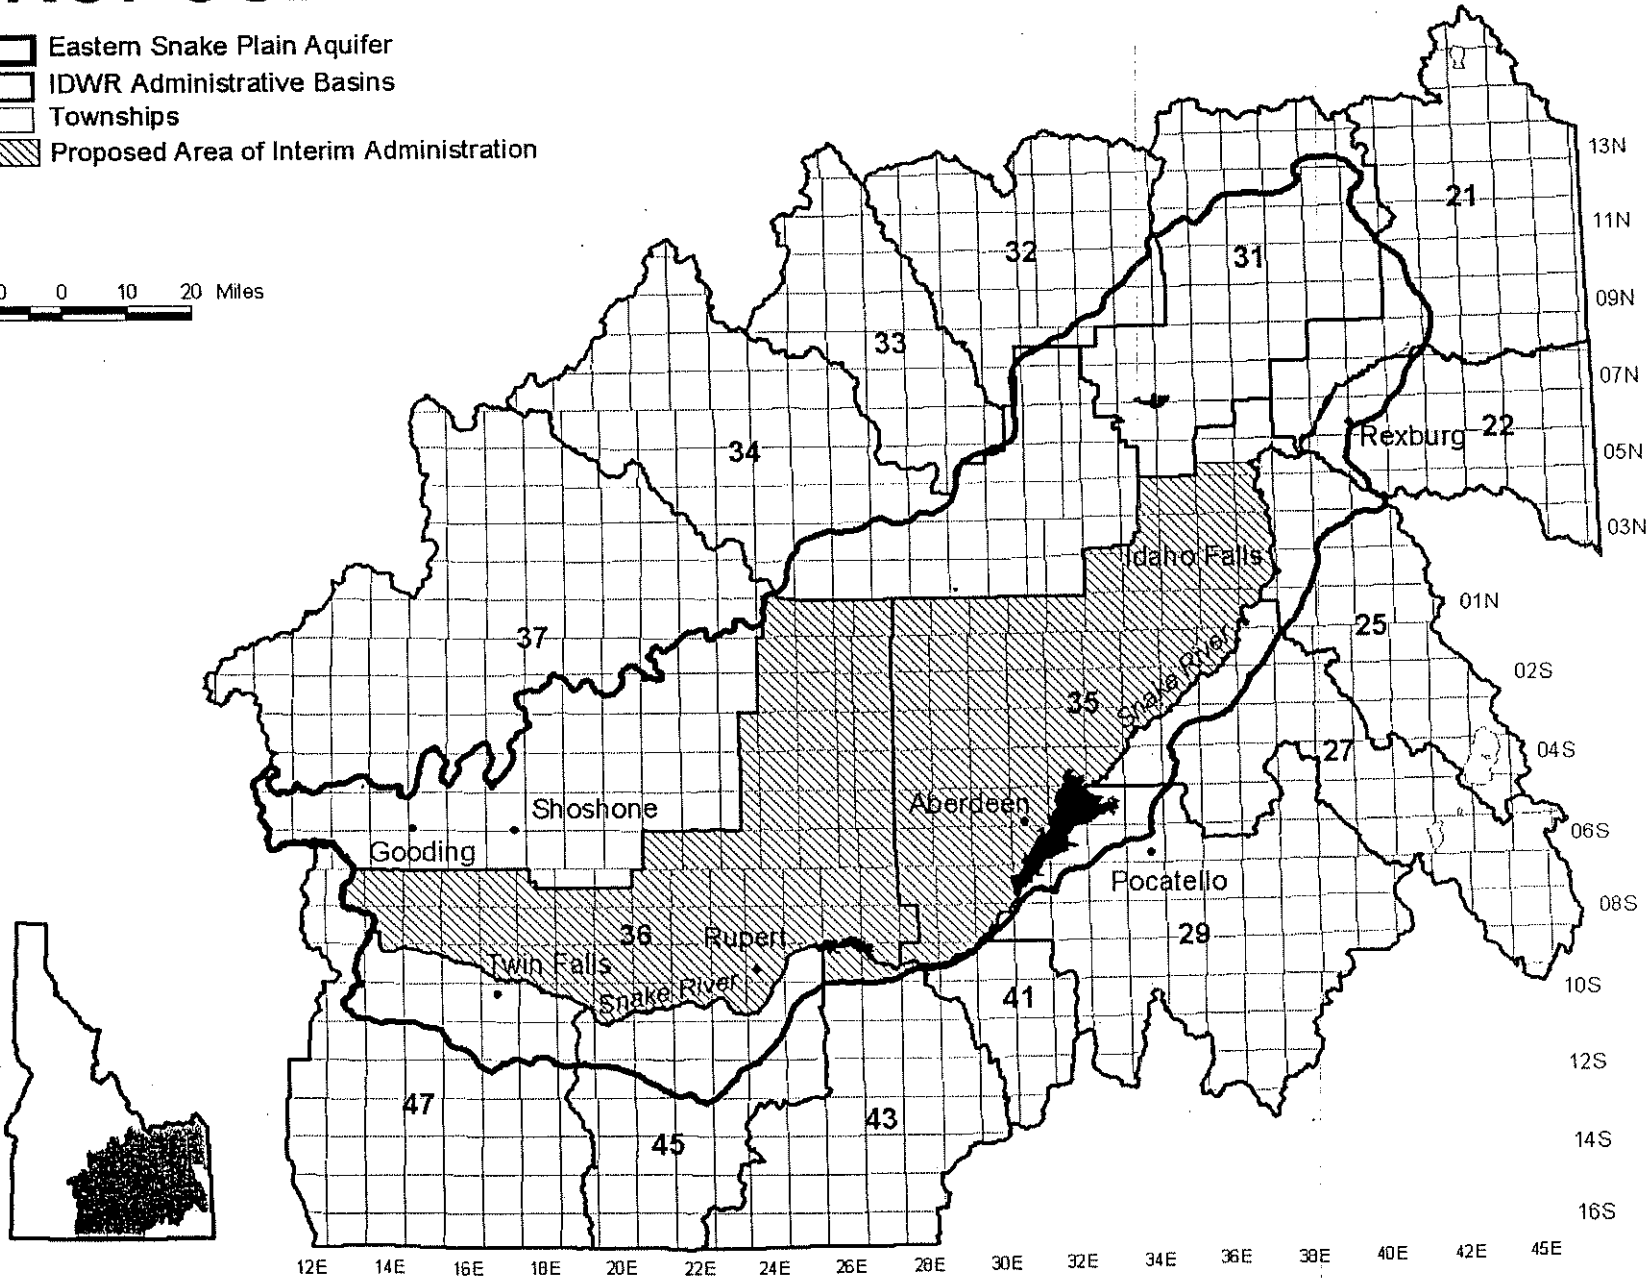 Eastern Snake Plain Aquifer
IDWR Administrative Basins
Townships
Proposed Area of Interim Administration
0 0 10 20 Miles
13N
21
11N
32
31
09N
33
07N
Rexburg 22
34
05N
03N
Idaho Falls
01N
25
37
02S
35
Snake River
27
04S
Aberdeen
Shoshone
06S
Gooding
Pocatello
08S
36 Rupert
29
Twin Falls
Snake River
41
10S
12S
47
43
45
14S
16S
12E 14E 16E 18E 20E 22E 24E 26E 28E 30E 32E 34E 36E 38E 40E 42E 45E